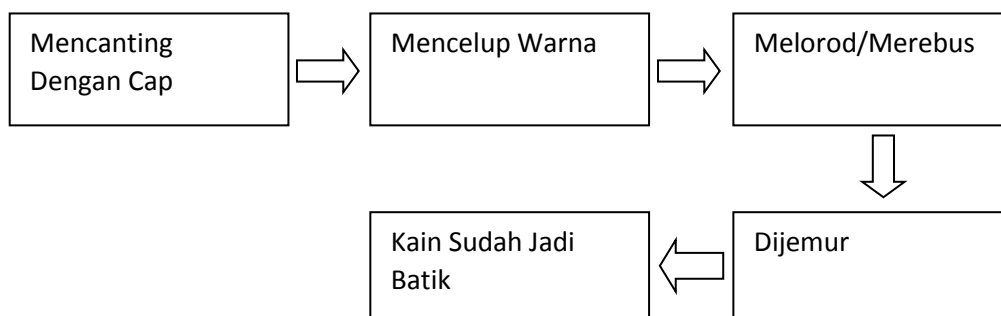 Mencanting
Dengan Cap
Mencelup Warna
Melorod/Merebus
Dijemur
Kain Sudah Jadi
Batik